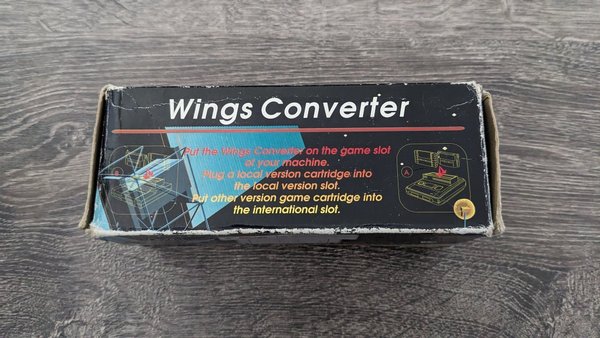 Wings Converter
Put the Wings Converter on the game slot
of your machine.
Plug a local version cartridge into
the local version slot.
Put other version game cartridge into
the international slot.
B
A